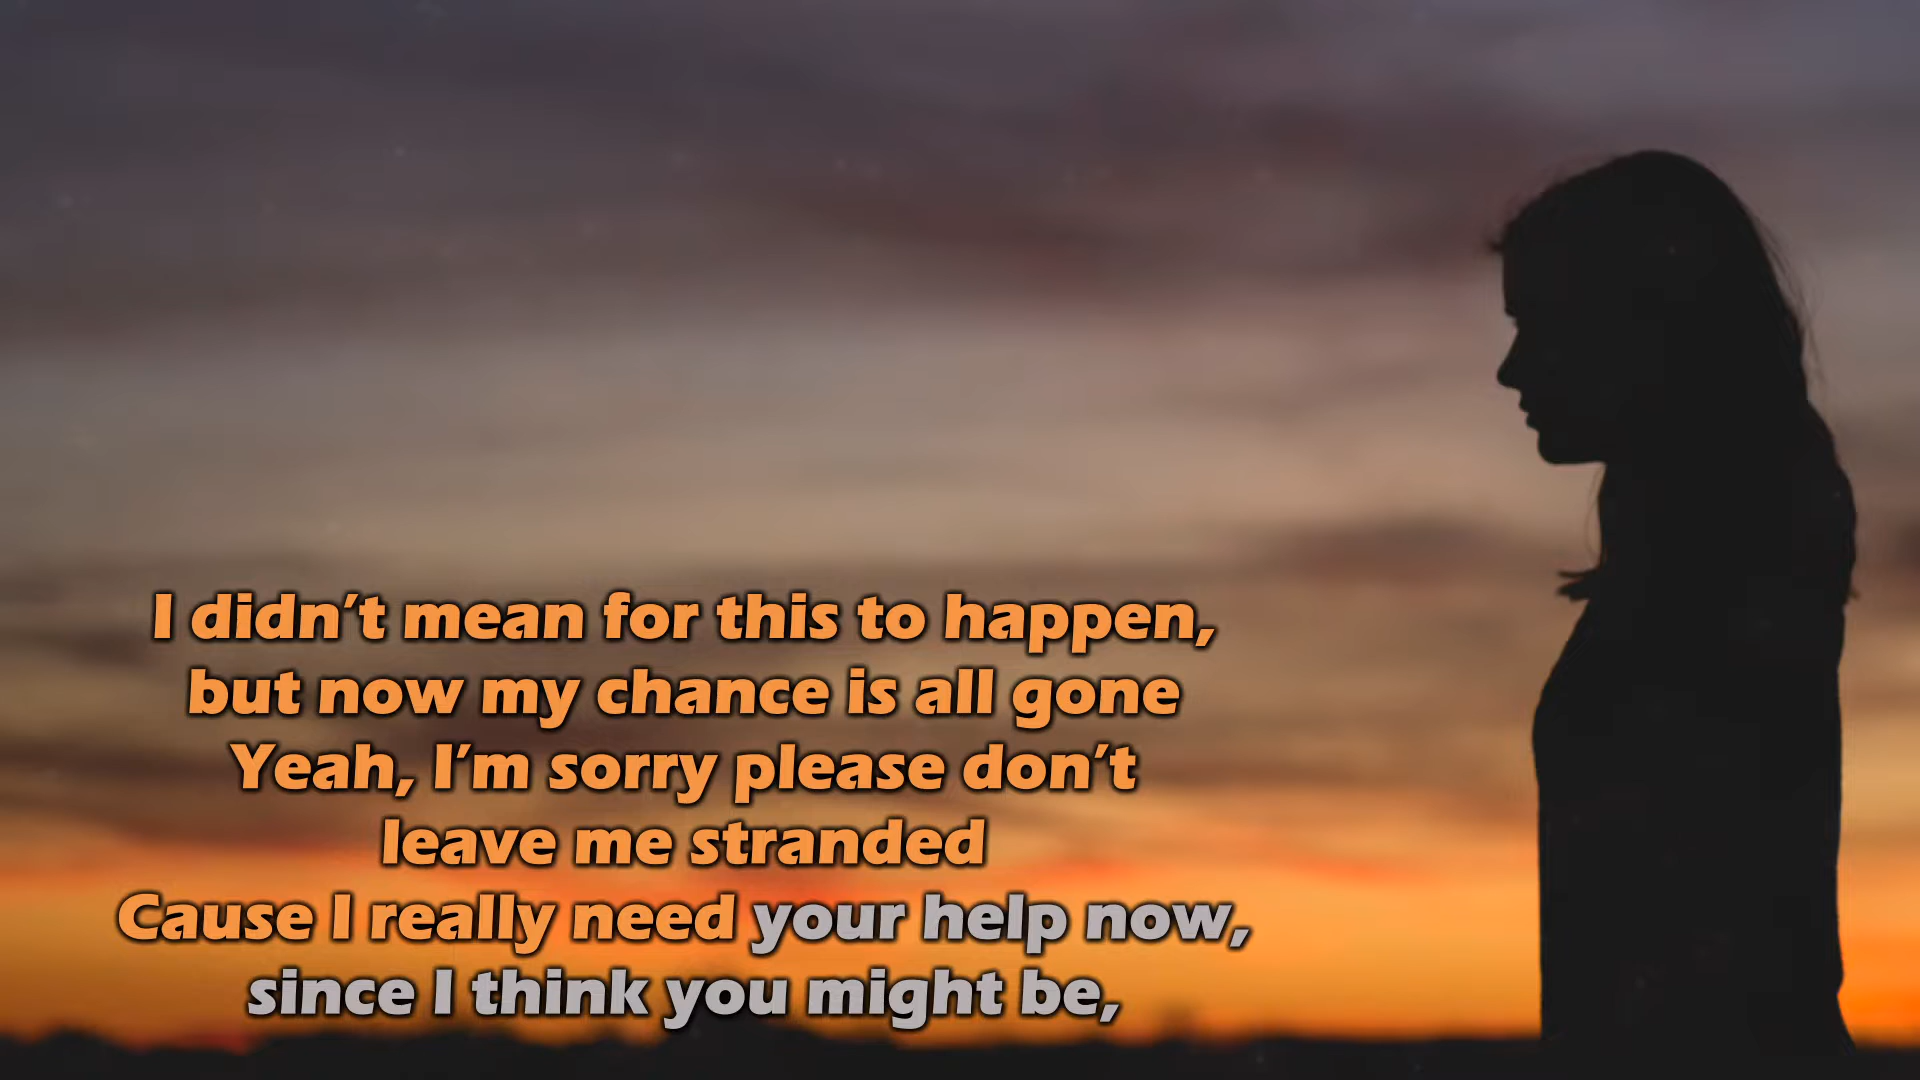 I didn’t mean for this to happen,
but now my chance is all gone
Yeah, I’m sorry please don’t
leave me stranded
Cause I really need your help now,
since I think you might be,